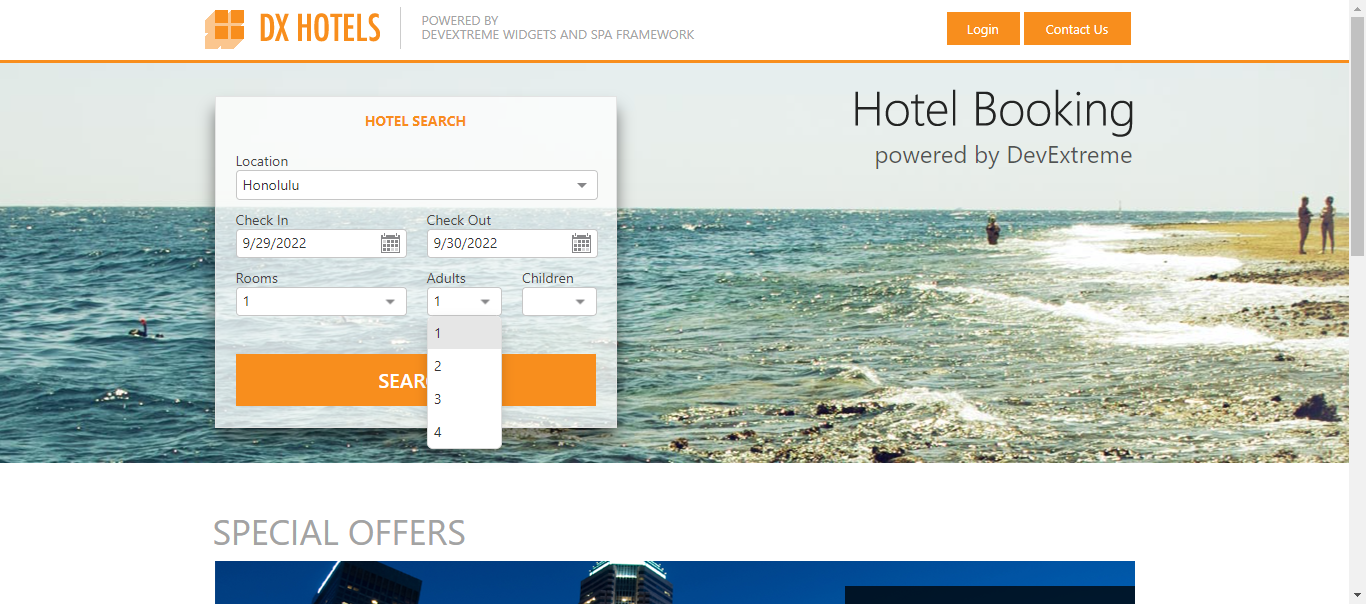 DX HOTELS
POWERED BY
DEVEXTREME WIDGETS AND SPA FRAMEWORK
Login
Contact Us
Hotel Booking
powered by DevExtreme
HOTEL SEARCH
Location
Honolulu
Check In
Check Out
9/29/2022
9/30/2022
Rooms
Adults
Children
1
1
1
2
3
4
SEAR
SPECIAL OFFERS